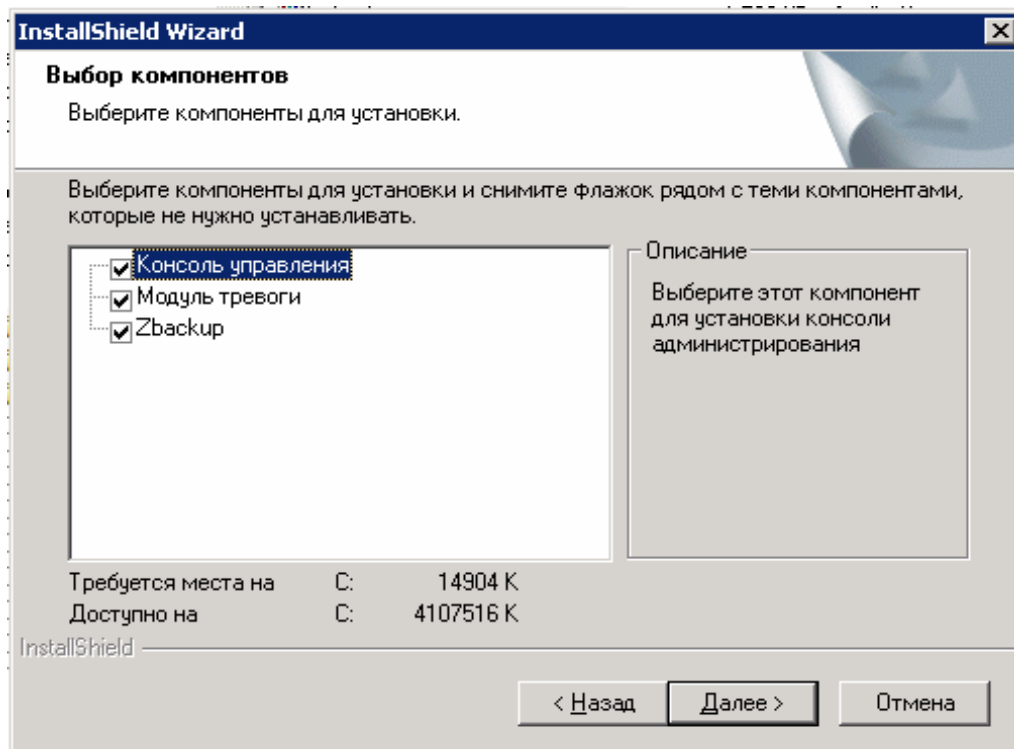 InstallShield Wizard
Выбор компонентов
Выберите компоненты для установки.
Выберите компоненты для установки и снимите флажок рядом с теми компонентами,
которые не нужно устанавливать.
Консоль управления
Модуль тревоги
Zbackup
Описание
Выберите этот компонент
для установки консоли
администрирования
Требуется места на C: 14904 K
Доступно на C: 4107516 K
InstallShield
< Назад Далее > Отмена